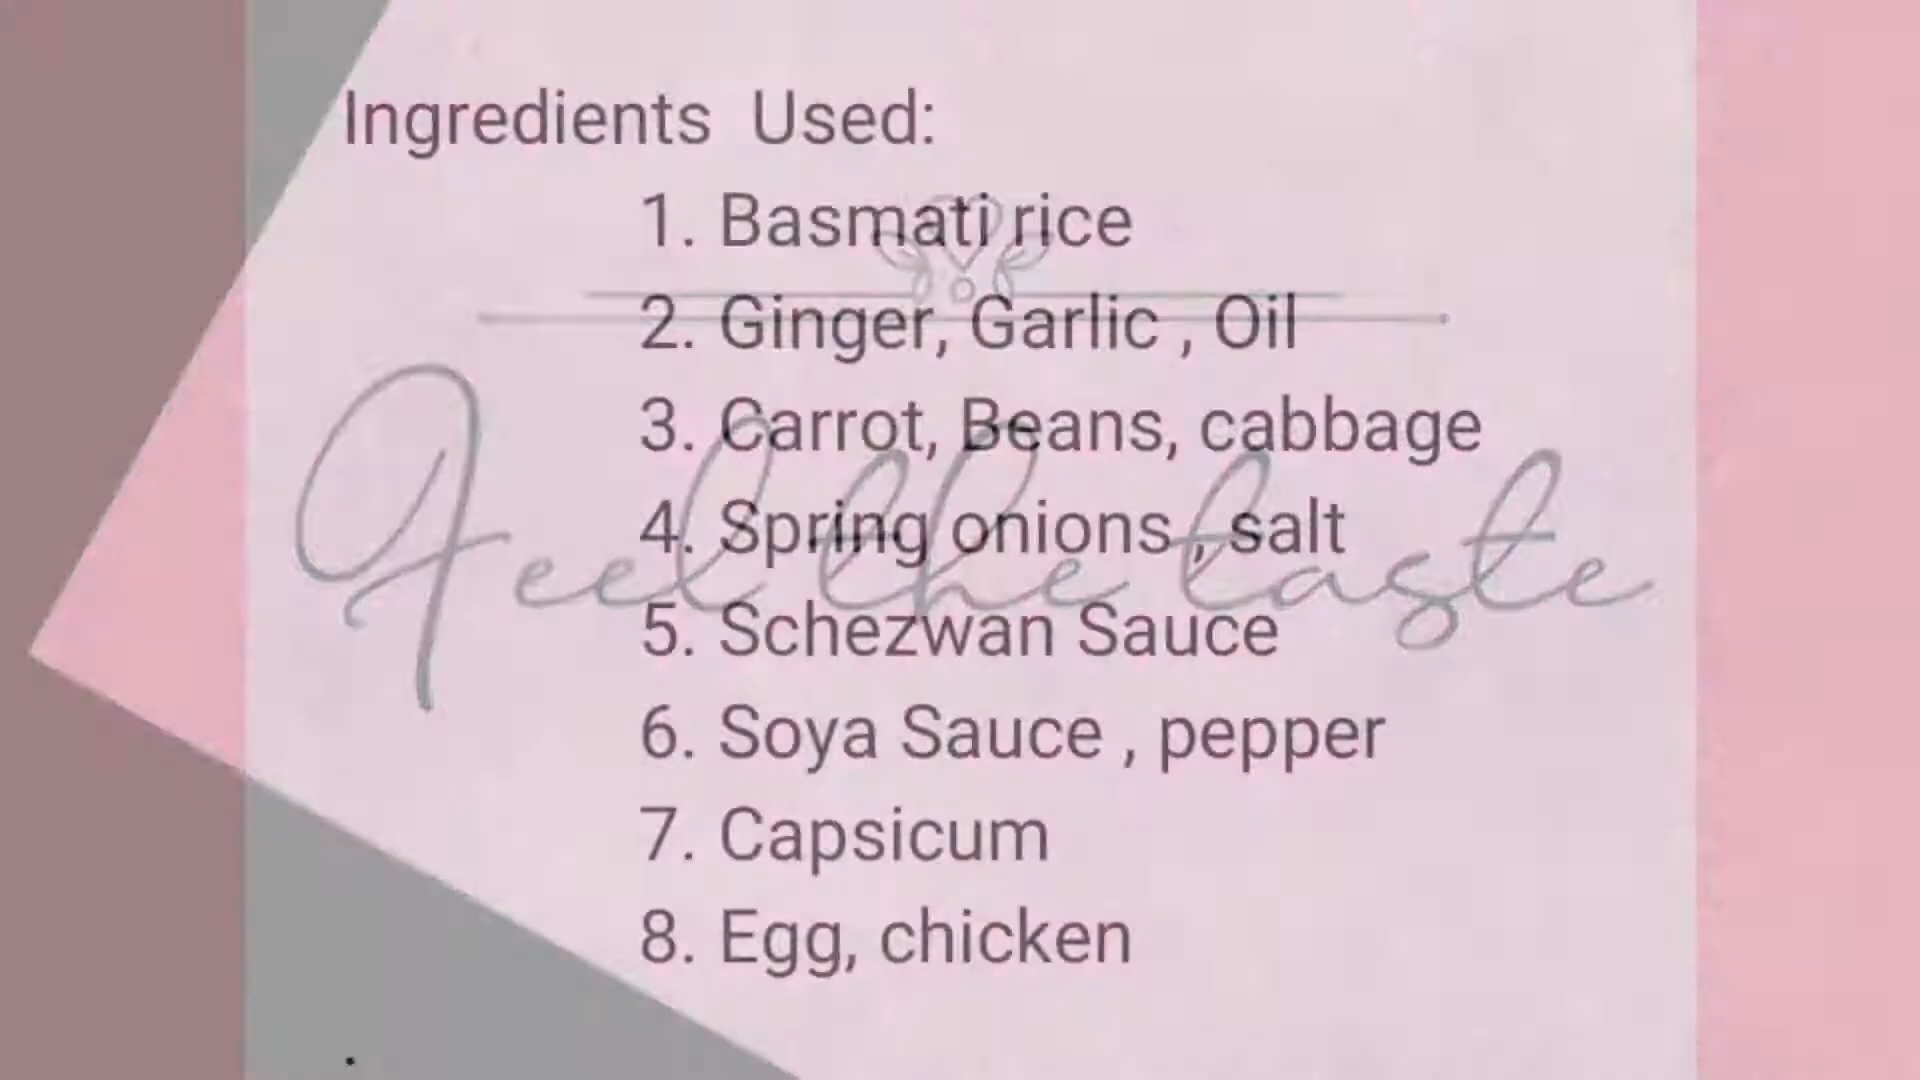 Ingredients Used:
1. Basmati rice
2. Ginger, Garlic , Oil
3. Carrot, Beans, cabbage
4. Spring onions , salt
5. Schezwan Sauce
6. Soya Sauce , pepper
7. Capsicum
8. Egg, chicken
.
Feel the taste